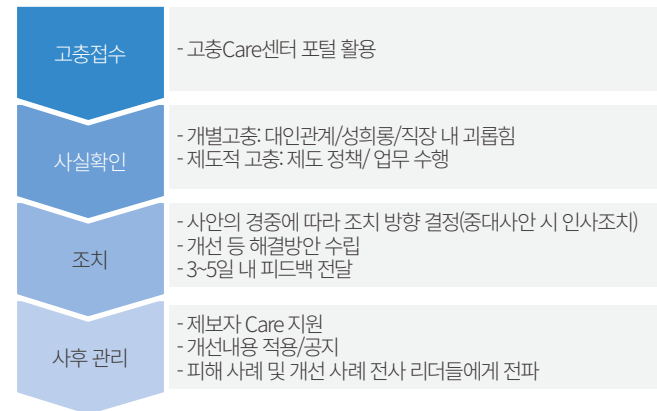 고충접수
- 고충Care센터 포털 활용
사실확인
- 개별고충: 대인관계/성희롱/직장 내 괴롭힘
- 제도적 고충: 제도 정책/ 업무 수행
조치
- 사안의 경중에 따라 조치 방향 결정(중대사안 시 인사조치)
- 개선 등 해결방안 수립
- 3~5일 내 피드백 전달
사후 관리
- 제보자 Care 지원
- 개선내용 적용/공지
- 피해 사례 및 개선 사례 전사 리더들에게 전파